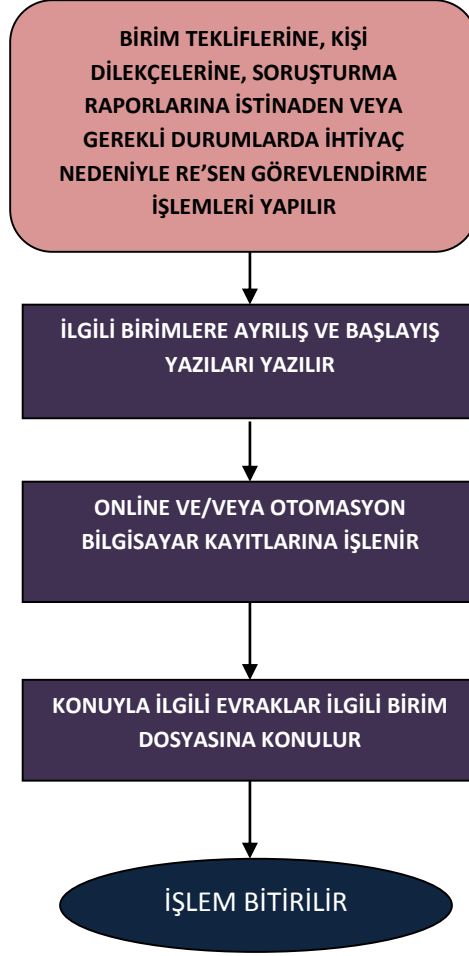 BİRİM TEKLİFLERİNE, KİŞİ
DİLEKÇELERİNE, SORUŞTURMA
RAPORLARINA İSTİNADEN VEYA
GEREKLİ DURUMLARDA İHTİYAÇ
NEDENİYLE RE’SEN GÖREVLENDİRME
İŞLEMLERİ YAPILIR
İLGİLİ BİRİMLERE AYRILIŞ VE BAŞLAYIŞ
YAZILARI YAZILIR
ONLİNE VE/VEYA OTOMASYON
BİLGİSAYAR KAYITLARINA İŞLENİR
KONUYLA İLGİLİ EVRAKLAR İLGİLİ BİRİM
DOSYASINA KONULUR
İŞLEM BİTİRİLİR